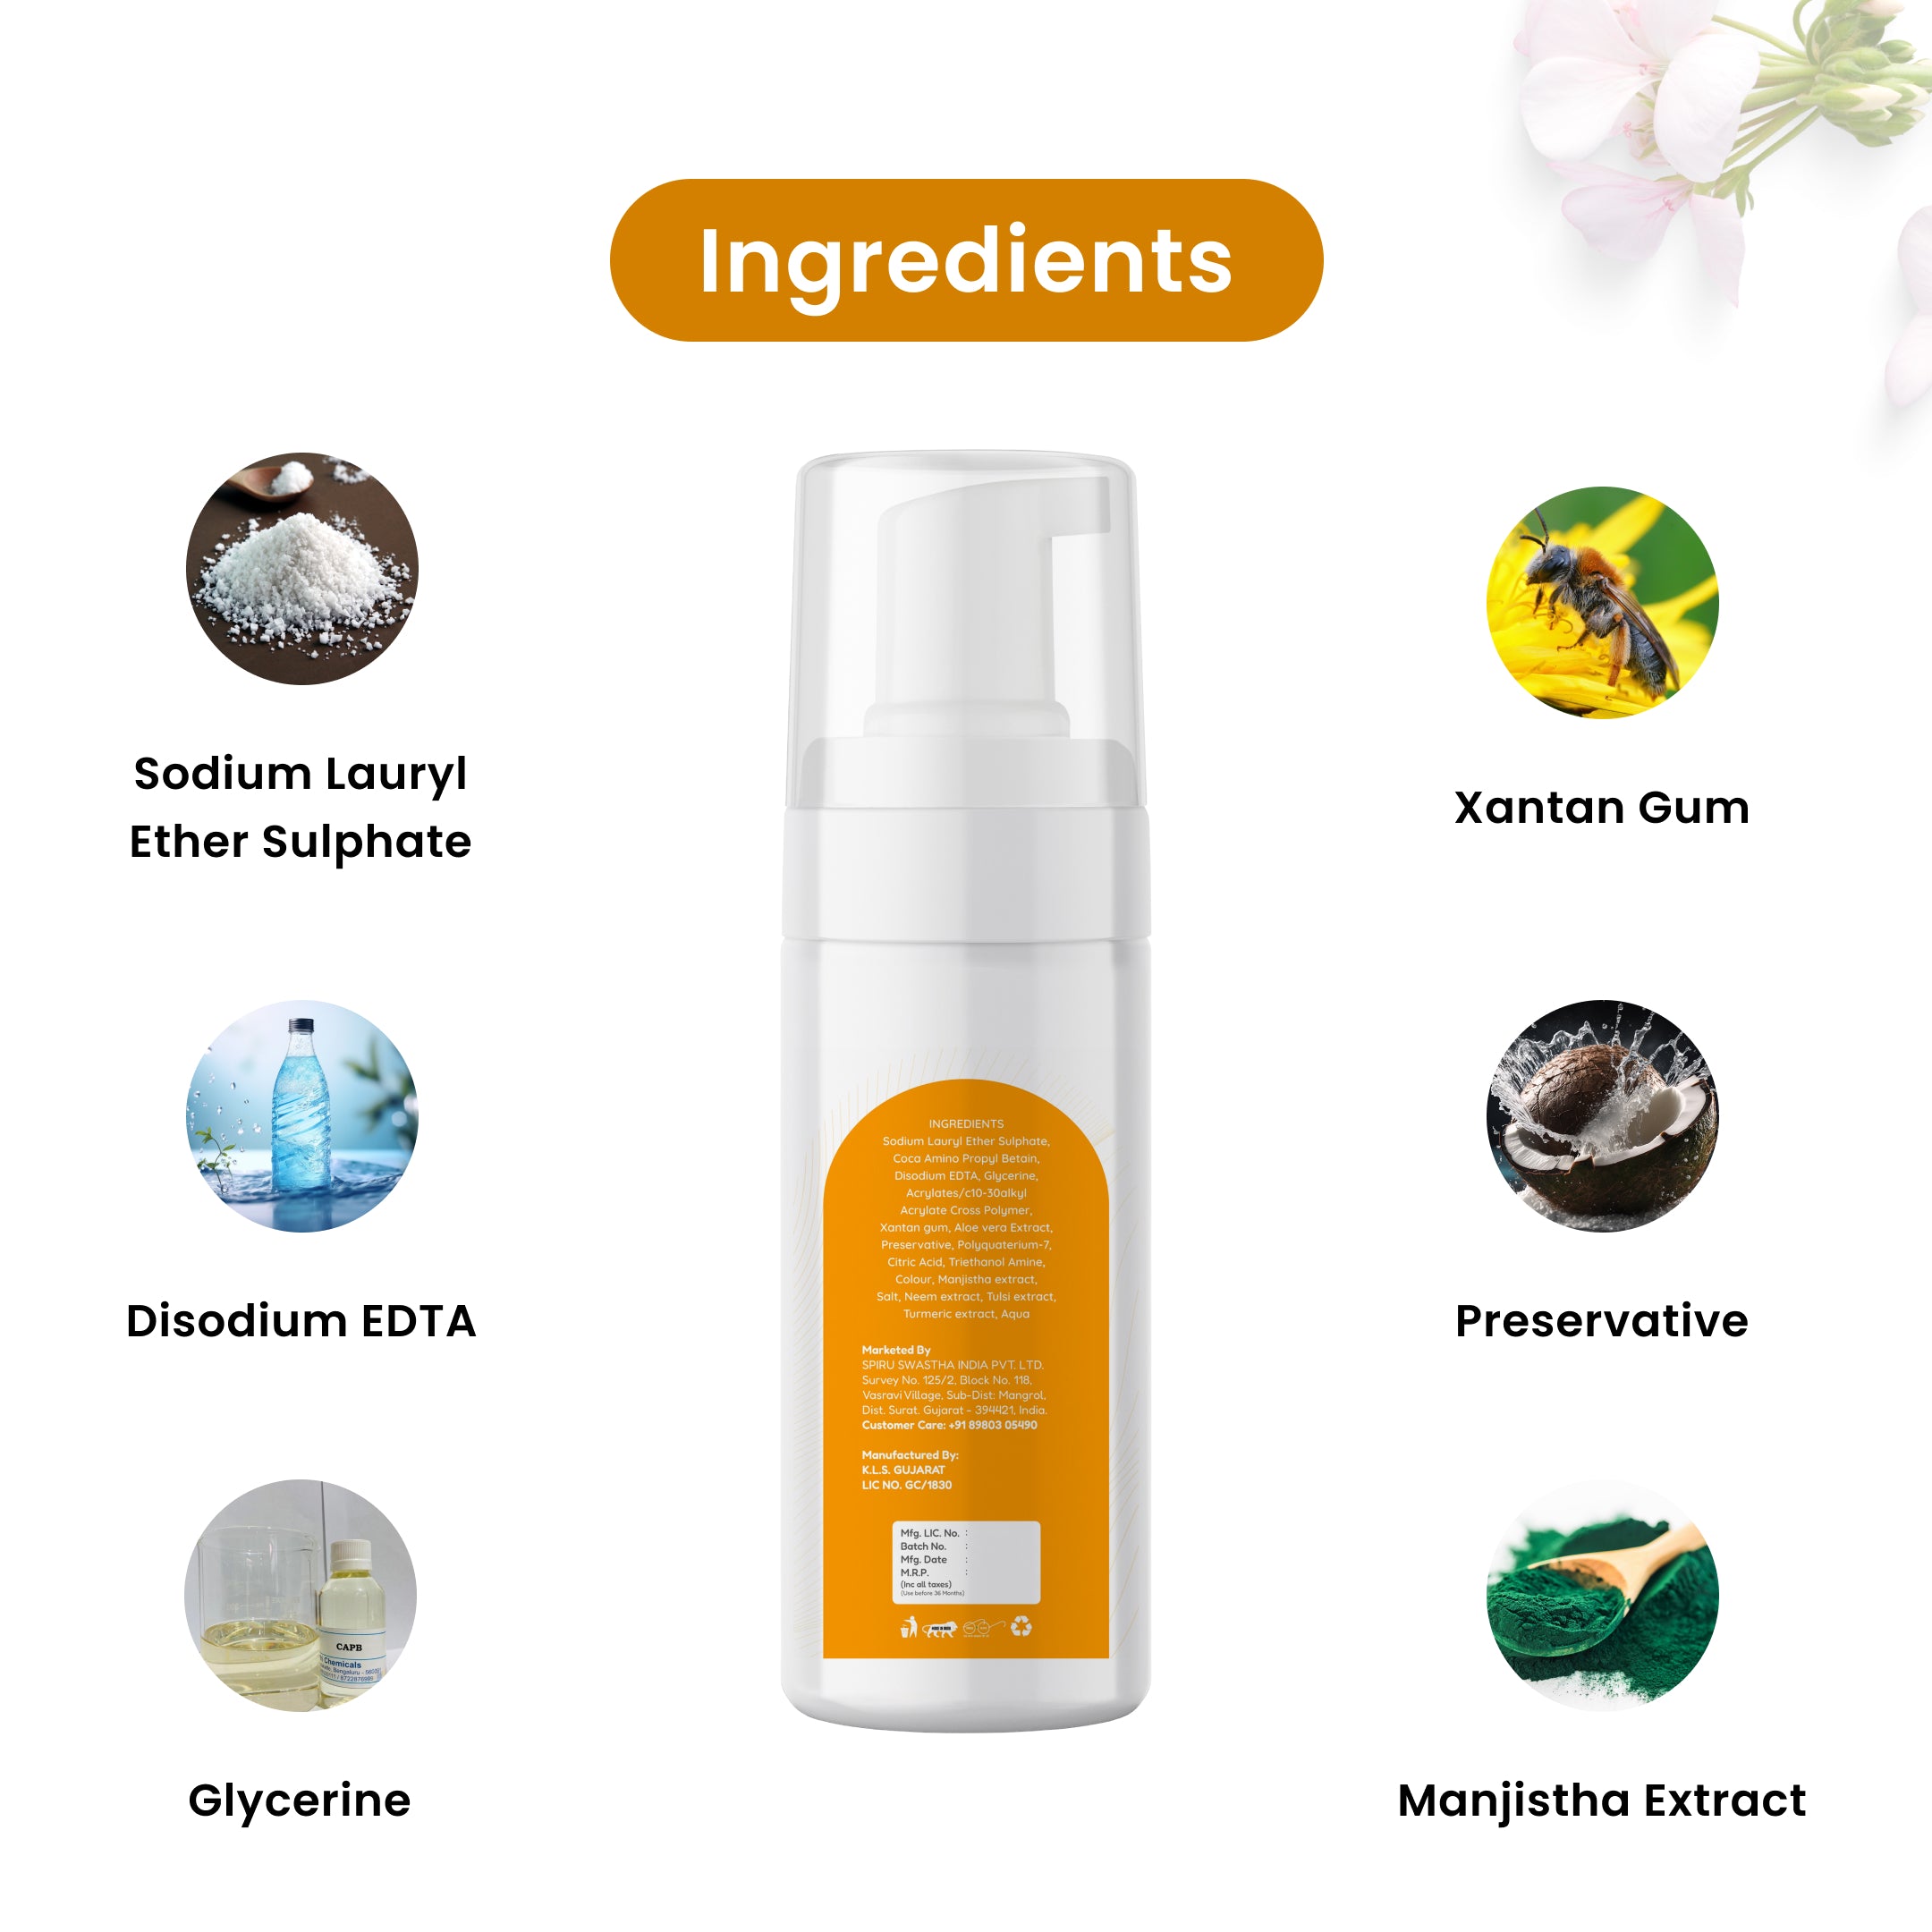 Ingredients
Sodium Lauryl
Ether Sulphate
Xantan Gum
Disodium EDTA
Preservative
CAPB
Chemicals
Glycerine
Manjistha Extract
INGREDIENTS
Sodium Lauryl Ether Sulphate,
Coca Amino Propyl Betain,
Disodium EDTA, Glycerine,
Acrylates/c10-30alkyl
Acrylate Cross Polymer,
Xantan gum, Aloe vera Extract,
Preservative, Polyquaterium-7,
Citric Acid, Triethanol Amine,
Colour, Manjistha extract,
Salt, Neem extract, Tulsi extract,
Turmeric extract, Aqua
Marketed By
SPIRU SWASTHA INDIA PVT. LTD.
Survey No. 125/2, Block No. 118,
Vasravi Village, Sub-Dist: Mangrol,
Dist. Surat. Gujarat - 394421, India.
Customer Care: +91 89803 05490
Manufactured By:
K.L.S. GUJARAT
LIC NO. GC/1830
Mfg. LIC. No. :
Batch No. :
Mfg. Date :
M.R.P. :
(Inc all taxes)
(Use before 36 Months)